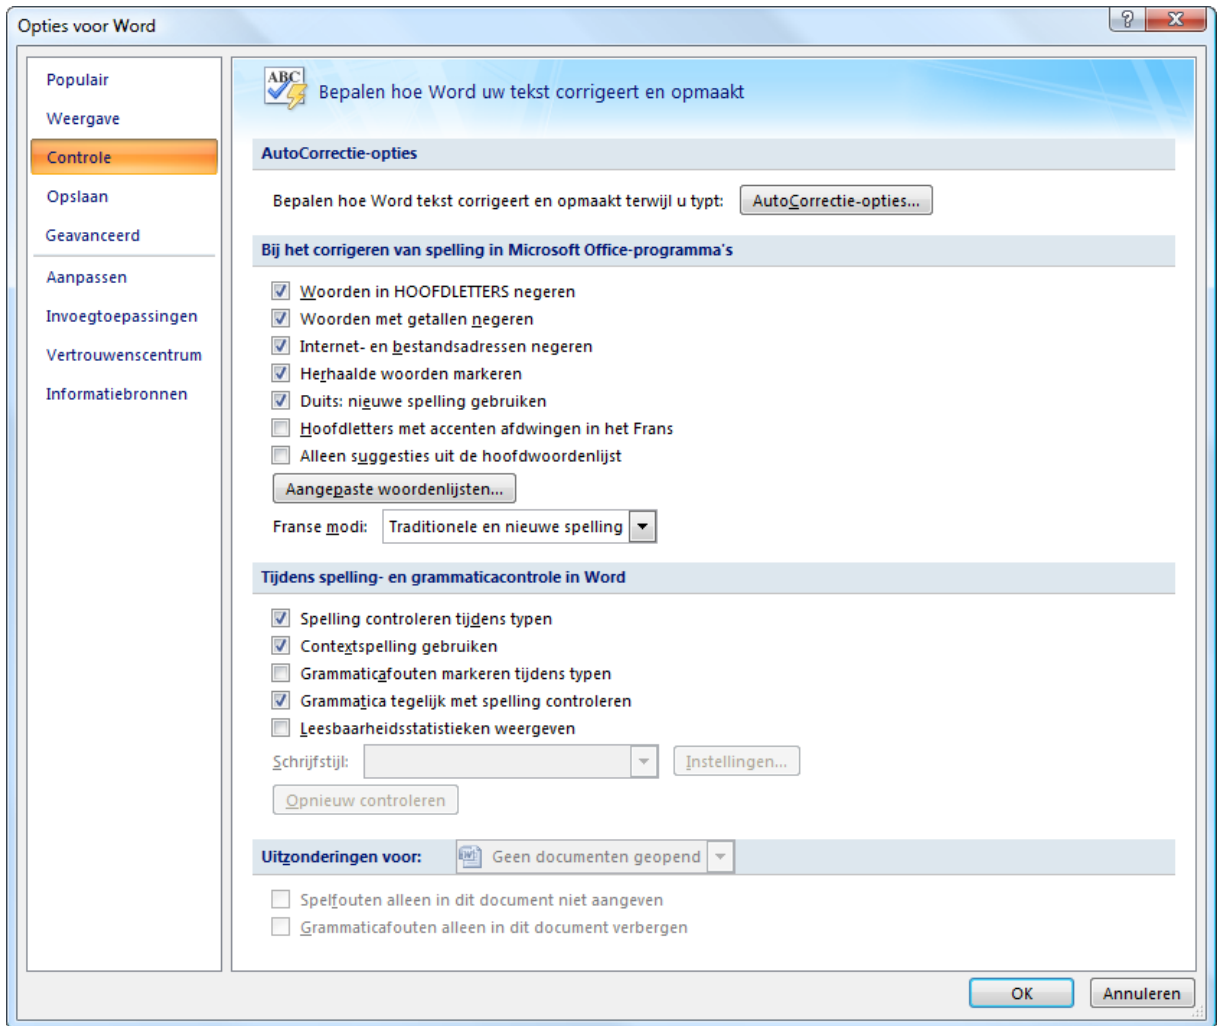 Opties voor Word
Populair
Weergave
Controle
Opslaan
Geavanceerd
Aanpassen
Invoegtoepassingen
Vertrouwenscentrum
Informatiebronnen
ABC
Bepalen hoe Word uw tekst corrigeert en opmaakt
AutoCorrectie-opties
Bepalen hoe Word tekst corrigeert en opmaakt terwijl u typt: AutoCorrectie-opties...
Bij het corrigeren van spelling in Microsoft Office-programma's
Woorden in HOOFDLETTERS negeren
Woorden met getallen negeren
Internet- en bestandsadressen negeren
Herhaalde woorden markeren
Duits: nieuwe spelling gebruiken
Hoofdletters met accenten afdwingen in het Frans
Alleen suggesties uit de hoofdwoordenlijst
Aangepaste woordenlijsten...
Franse modi: Traditionele en nieuwe spelling
Tijdens spelling- en grammaticacontrole in Word
Spelling controleren tijdens typen
Contextspelling gebruiken
Grammaticafouten markeren tijdens typen
Grammatica tegelijk met spelling controleren
Leesbaarheidsstatistieken weergeven
Schrijfstijl: Instellingen...
Opnieuw controleren
Uitzonderingen voor: Geen documenten geopend
Spelfouten alleen in dit document niet aangeven
Grammaticafouten alleen in dit document verbergen
OK Annuleren